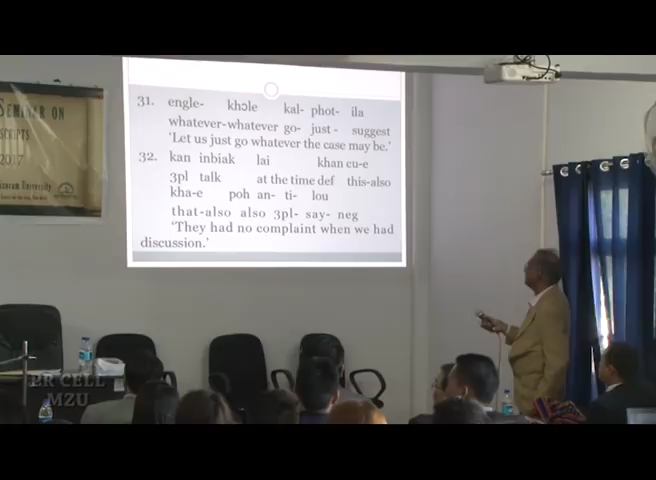 SEMINAR ON
SCRIPTS
2017
Mizoram University
31. engle- khɔle kal- phot- ila
whatever-whatever go- just - suggest
'Let us just go whatever the case may be.'
32. kan inbiak lai khan cu-e
3pl talk at the time def this-also
kha-e poh an- ti- lou
that-also also 3pl- say- neg
'They had no complaint when we had
discussion.'
PR CELL
MZU